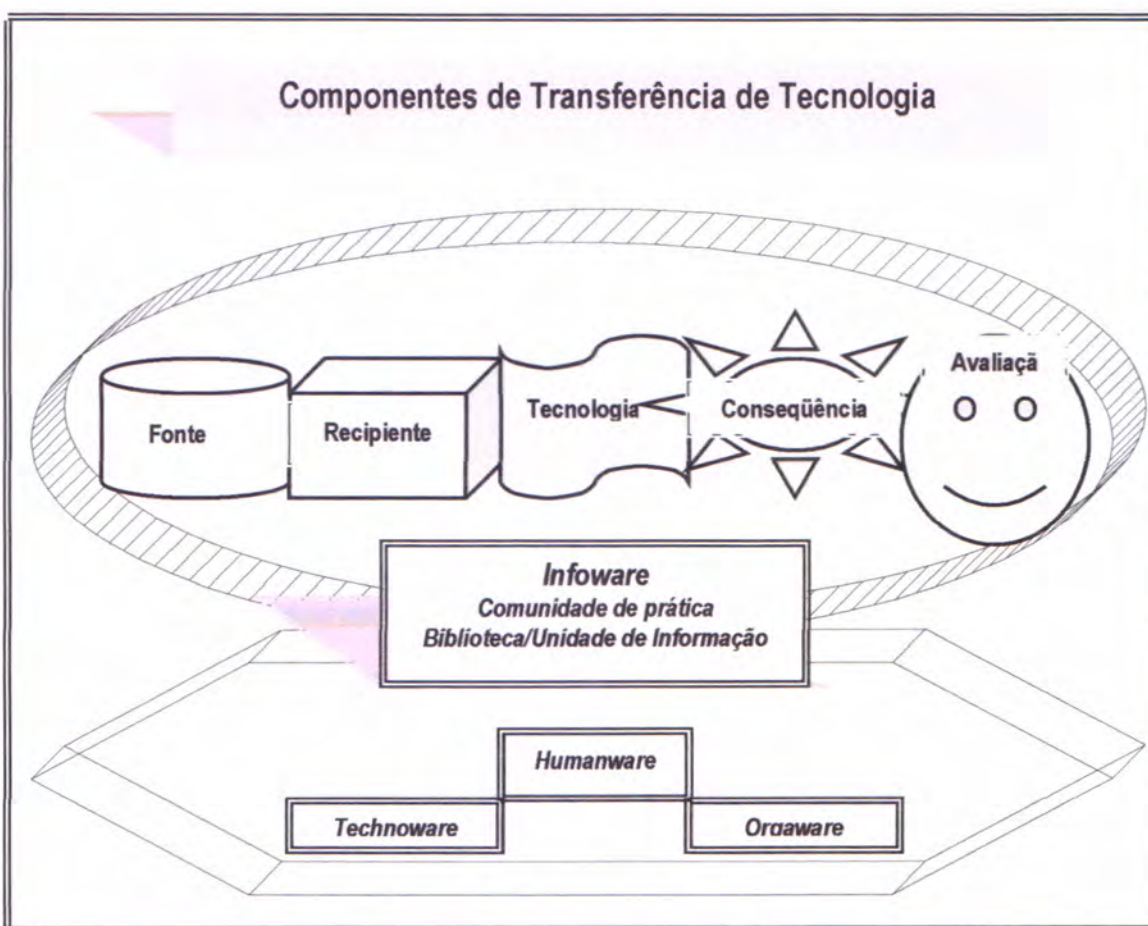 Componentes de Transferência de Tecnologia
Fonte
Recipiente
Tecnologia
Conseqüência
Avaliaçã
Infoware
Comunidade de prática
Biblioteca/Unidade de Informação
Humanware
Technoware
Orgaware